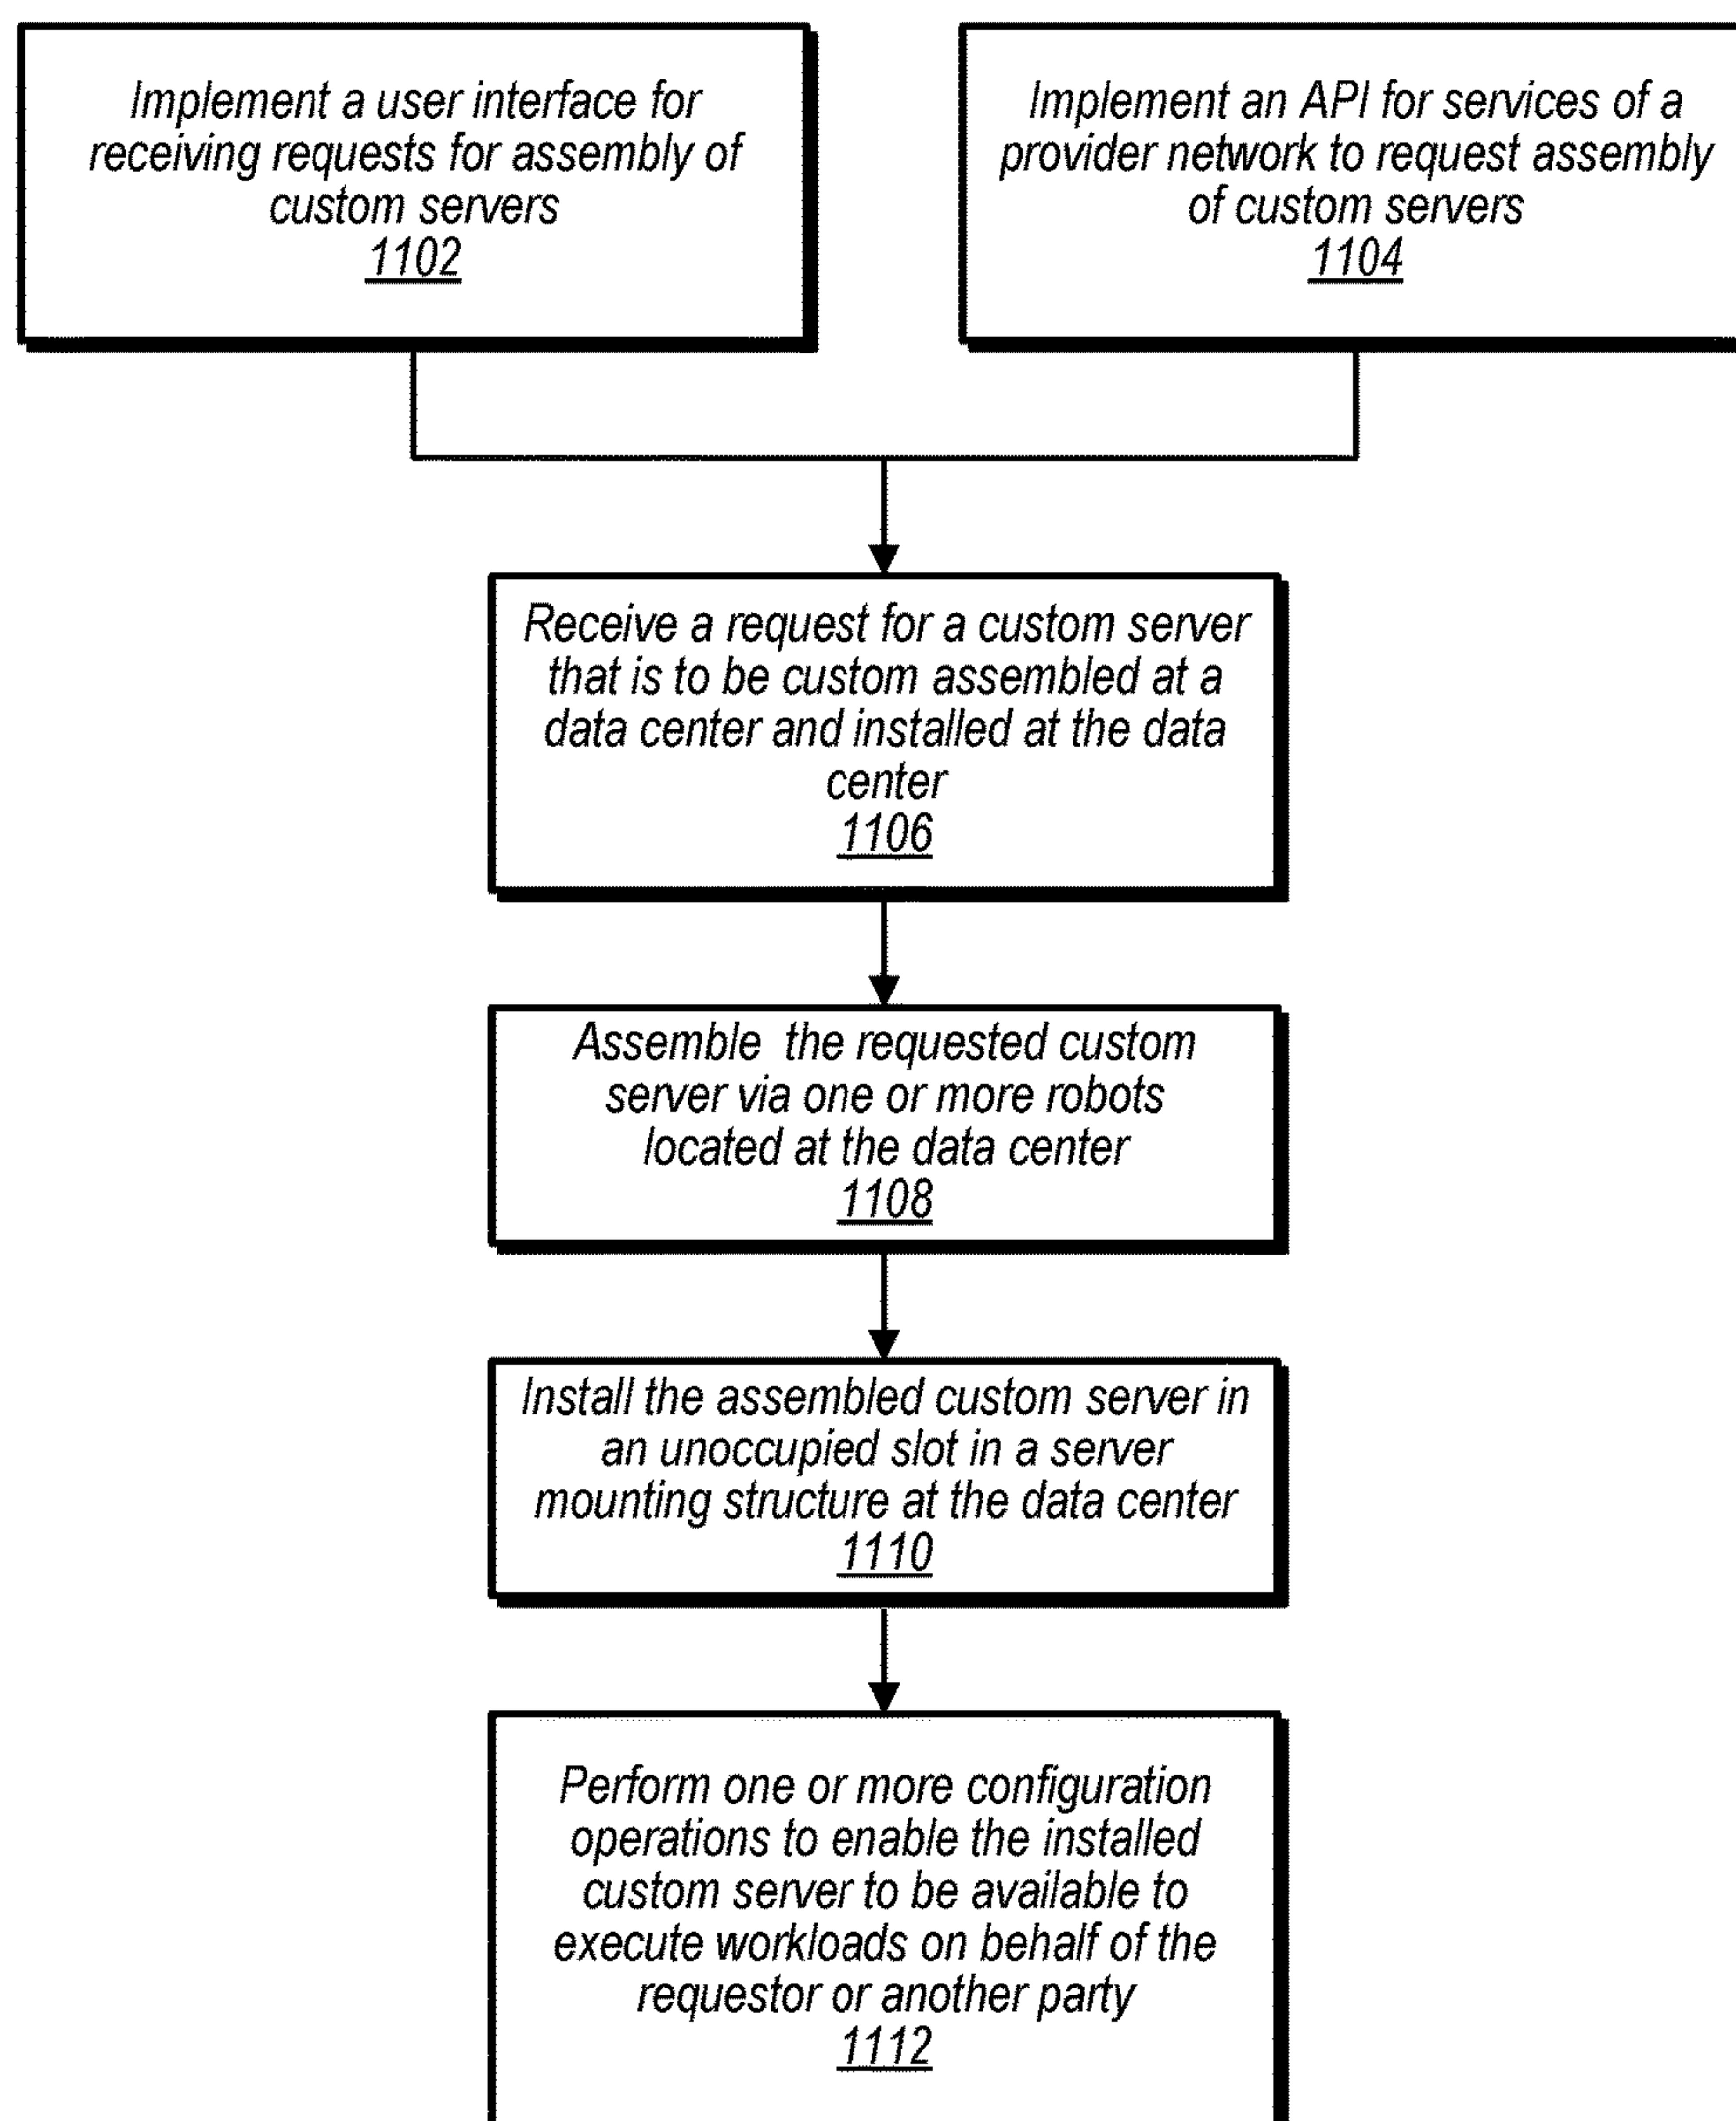 Implement a user interface for
receiving requests for assembly of
custom servers
1102
Implement an API for services of a
provider network to request assembly
of custom servers
1104
Receive a request for a custom server
that is to be custom assembled at a
data center and installed at the data
center
1106
Assemble the requested custom
server via one or more robots
located at the data center
1108
Install the assembled custom server in
an unoccupied slot in a server
mounting structure at the data center
1110
Perform one or more configuration
operations to enable the installed
custom server to be available to
execute workloads on behalf of the
requestor or another party
1112